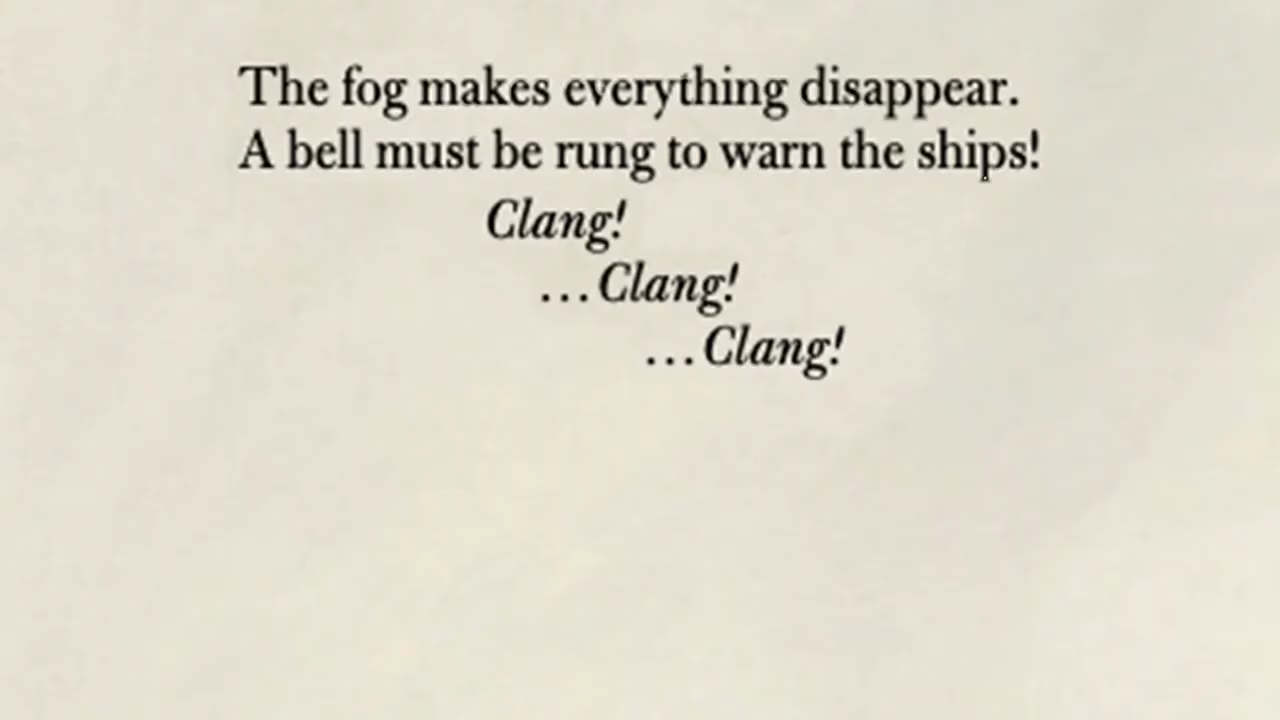 The fog makes everything disappear.
A bell must be rung to warn the ships!
Clang!
...Clang!
...Clang!